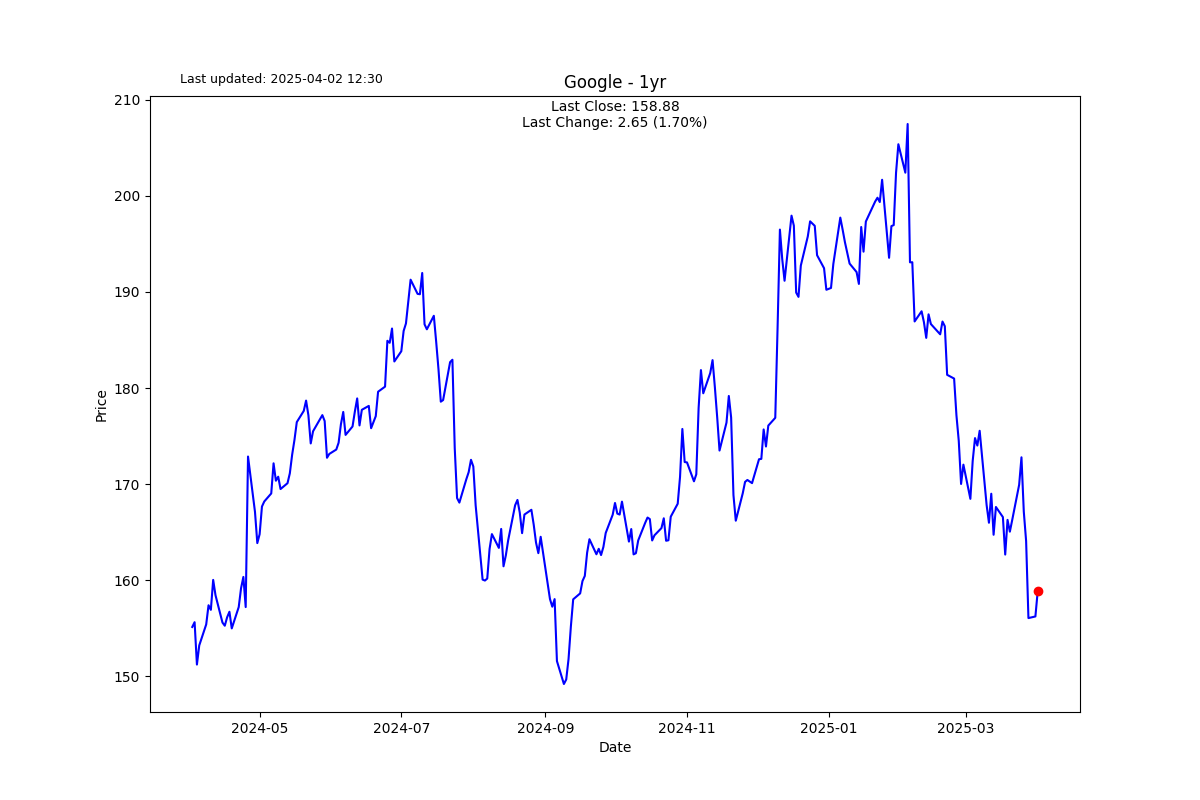 Last updated: 2025-04-02 12:30
Google - 1yr
Last Close: 158.88
Last Change: 2.65 (1.70%)
210
200
190
180
170
160
150
Price
2024-05
2024-07
2024-09
2024-11
2025-01
2025-03
Date